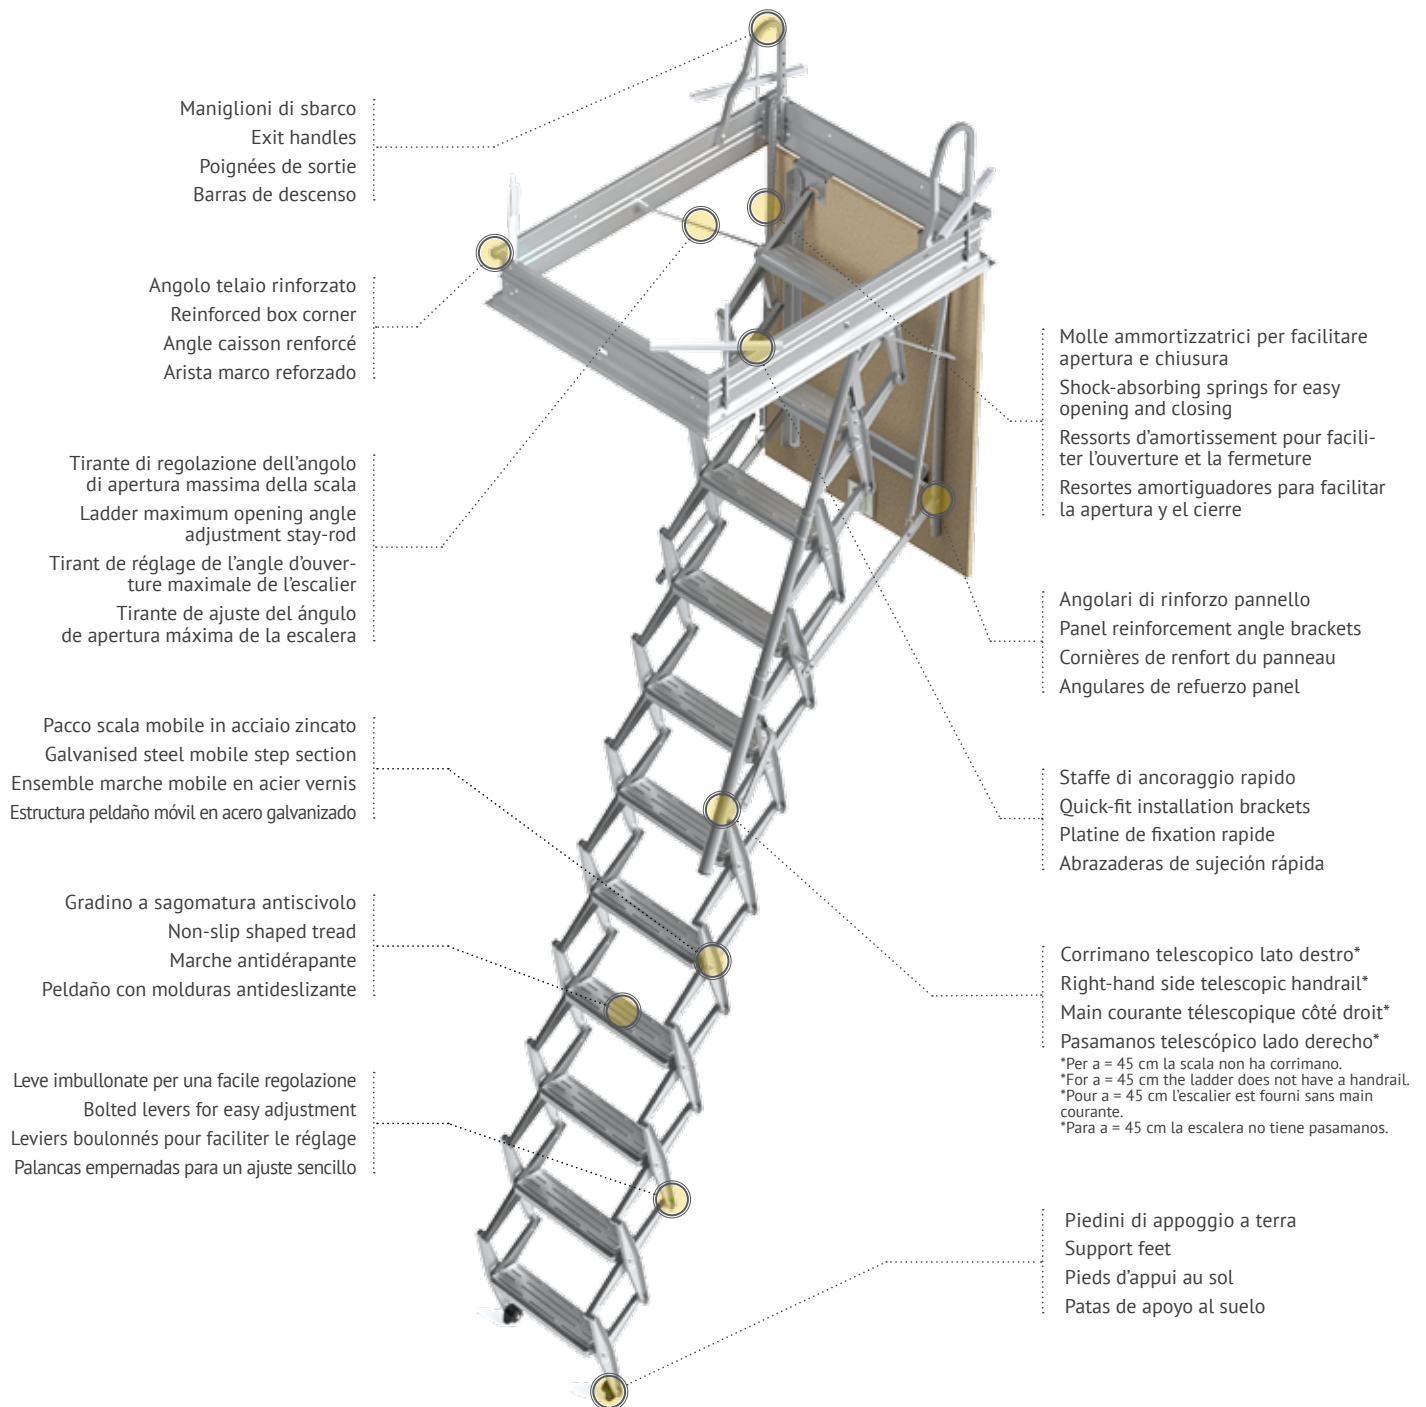 Maniglioni di sbarco
Exit handles
Poignées de sortie
Barras de descenso
Angolo telaio rinforzato
Reinforced box corner
Angle caisson renforcé
Arista marco reforzado
Tirante di regolazione dell'angolo
di apertura massima della scala
Ladder maximum opening angle
adjustment stay-rod
Tirant de réglage de l'angle d'ouver-
ture maximale de l'escalier
Tirante de ajuste del ángulo
de apertura máxima de la escalera
Pacco scala mobile in acciaio zincato
Galvanised steel mobile step section
Ensemble marche mobile en acier vernis
Estructura peldaño móvil en acero galvanizado
Gradino a sagomatura antiscivolo
Non-slip shaped tread
Marche antidérapante
Peldaño con molduras antideslizante
Leve imbullonate per una facile regolazione
Bolted levers for easy adjustment
Leviers boulonnés pour faciliter le réglage
Palancas empernadas para un ajuste sencillo
Molle ammortizzatrici per facilitare
apertura e chiusura
Shock-absorbing springs for easy
opening and closing
Ressorts d'amortissement pour facili-
ter l'ouverture et la fermeture
Resortes amortiguadores para facilitar
la apertura y el cierre
Angolari di rinforzo pannello
Panel reinforcement angle brackets
Cornières de renfort du panneau
Angulares de refuerzo panel
Staffe di ancoraggio rapido
Quick-fit installation brackets
Platine de fixation rapide
Abrazaderas de sujeción rápida
Corrimano telescopico lato destro*
Right-hand side telescopic handrail*
Main courante télescopique côté droit*
Pasamanos telescópico lado derecho*
*Per a = 45 cm la scala non ha corrimano.
*For a = 45 cm the ladder does not have a handrail.
*Pour a = 45 cm l'escalier est fourni sans main
courante.
*Para a = 45 cm la escalera no tiene pasamanos.
Piedini di appoggio a terra
Support feet
Pieds d'appui au sol
Patas de apoyo al suelo